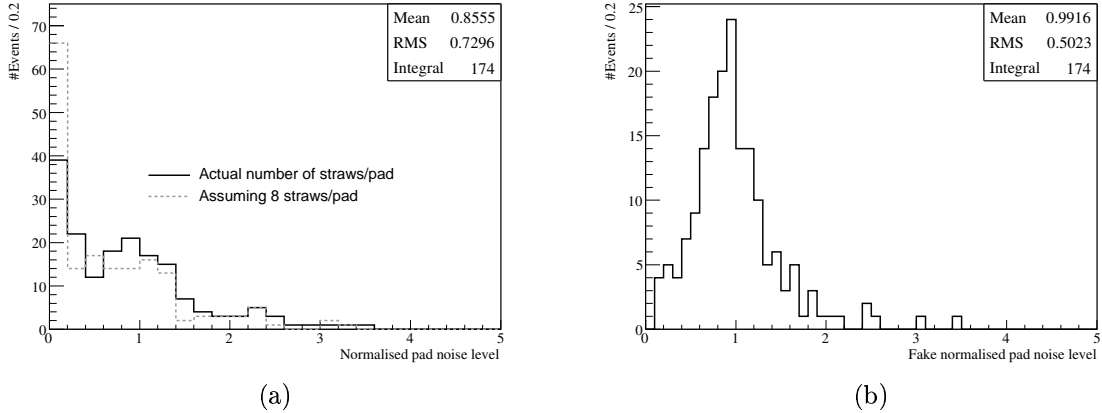 #Events / 0.2
70
60
50
40
30
20
10
0
0 1 2 3 4 5
Normalised pad noise level
Mean 0.8555
RMS 0.7296
Integral 174
Actual number of straws/pad
Assuming 8 straws/pad
(a)
#Events / 0.2
25
20
15
10
5
0
0 1 2 3 4 5
Fake normalised pad noise level
Mean 0.9916
RMS 0.5023
Integral 174
(b)